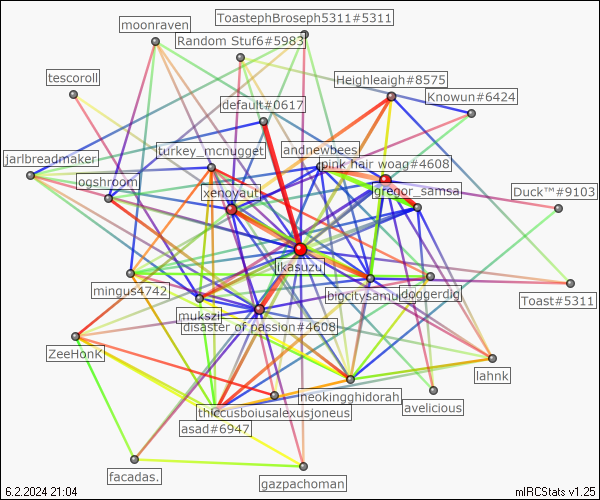 ToastephBroseph5311#5311
moonraven
Random Stuf6#5983
tescoroll
Heighleaigh#8575
Knowun#6424
default#0617
jarlbreadmaker
turkey_mcnugget
andnewbees
pink hair woag#4608
ogshroom
xenovaut
gregor_samsa
Duck™#9103
ikasuzu
mingus4742
bigcitysamurai
doggerdig
Toast#5311
mukszi
disaster of passion#4608
ZeeHonK
lahnk
neokingghidorah
avelicious
thiccusboiusalexusjoneus
asad#6947
facadas.
gazpachoman
6.2.2024 21:04
mIRCStats v1.25